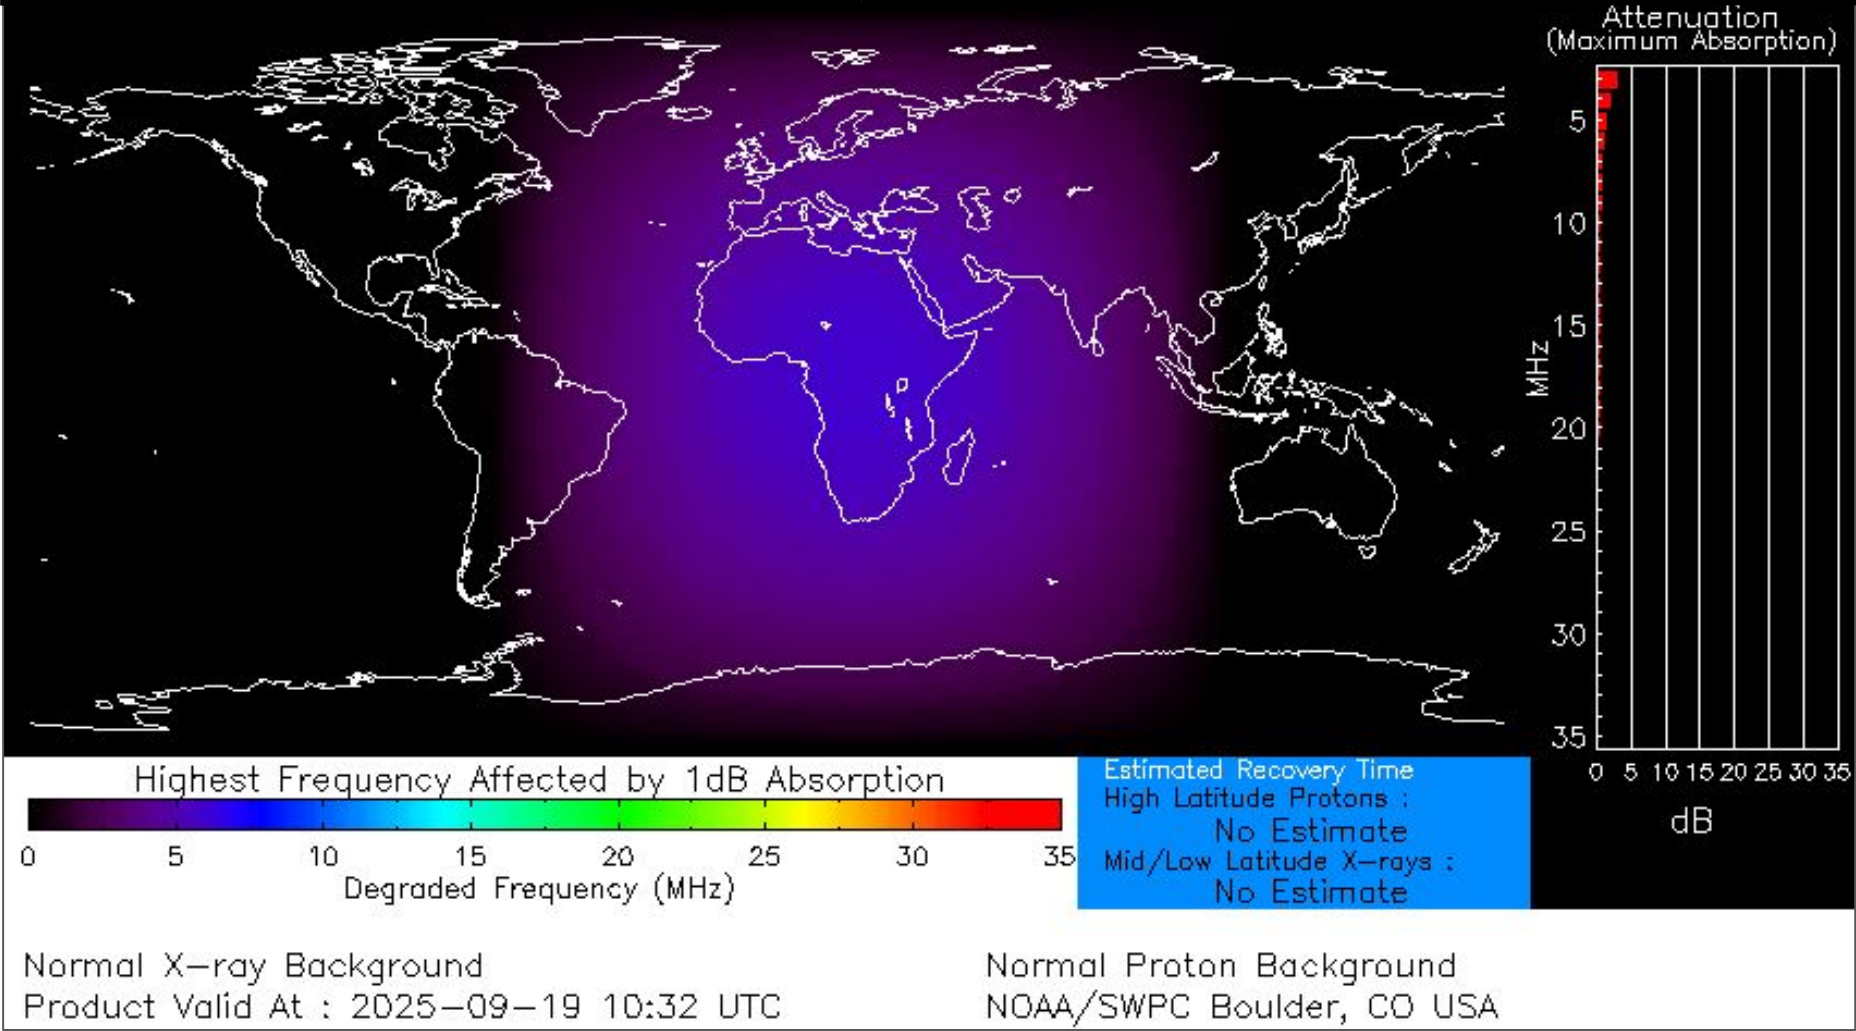 Attenuation
(Maximum Absorption)
5
10
15
20
25
30
35
MHz
0 5 10 15 20 25 30 35
dB
Highest Frequency Affected by 1dB Absorption
0 5 10 15 20 25 30 35
Degraded Frequency (MHz)
Estimated Recovery Time
High Latitude Protons :
No Estimate
Mid/Low Latitude X-rays :
No Estimate
Normal X-ray Background
Product Valid At : 2025-09-19 10:32 UTC
Normal Proton Background
NOAA/SWPC Boulder, CO USA